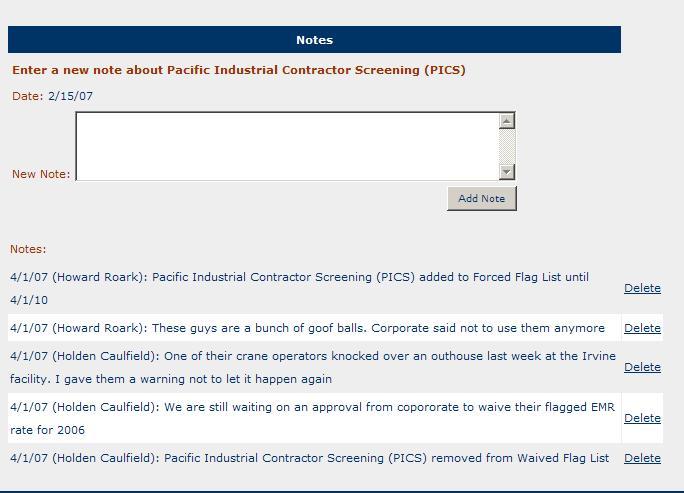 Notes
Enter a new note about Pacific Industrial Contractor Screening (PICS)
Date: 2/15/07
New Note:
Add Note
Notes:
4/1/07 (Howard Roark): Pacific Industrial Contractor Screening (PICS) added to Forced Flag List until
4/1/10
Delete
4/1/07 (Howard Roark): These guys are a bunch of goof balls. Corporate said not to use them anymore
Delete
4/1/07 (Holden Caulfield): One of their crane operators knocked over an outhouse last week at the Irvine
facility. I gave them a warning not to let it happen again
Delete
4/1/07 (Holden Caulfield): We are still waiting on an approval from copororate to waive their flagged EMR
rate for 2006
Delete
4/1/07 (Holden Caulfield): Pacific Industrial Contractor Screening (PICS) removed from Waived Flag List
Delete